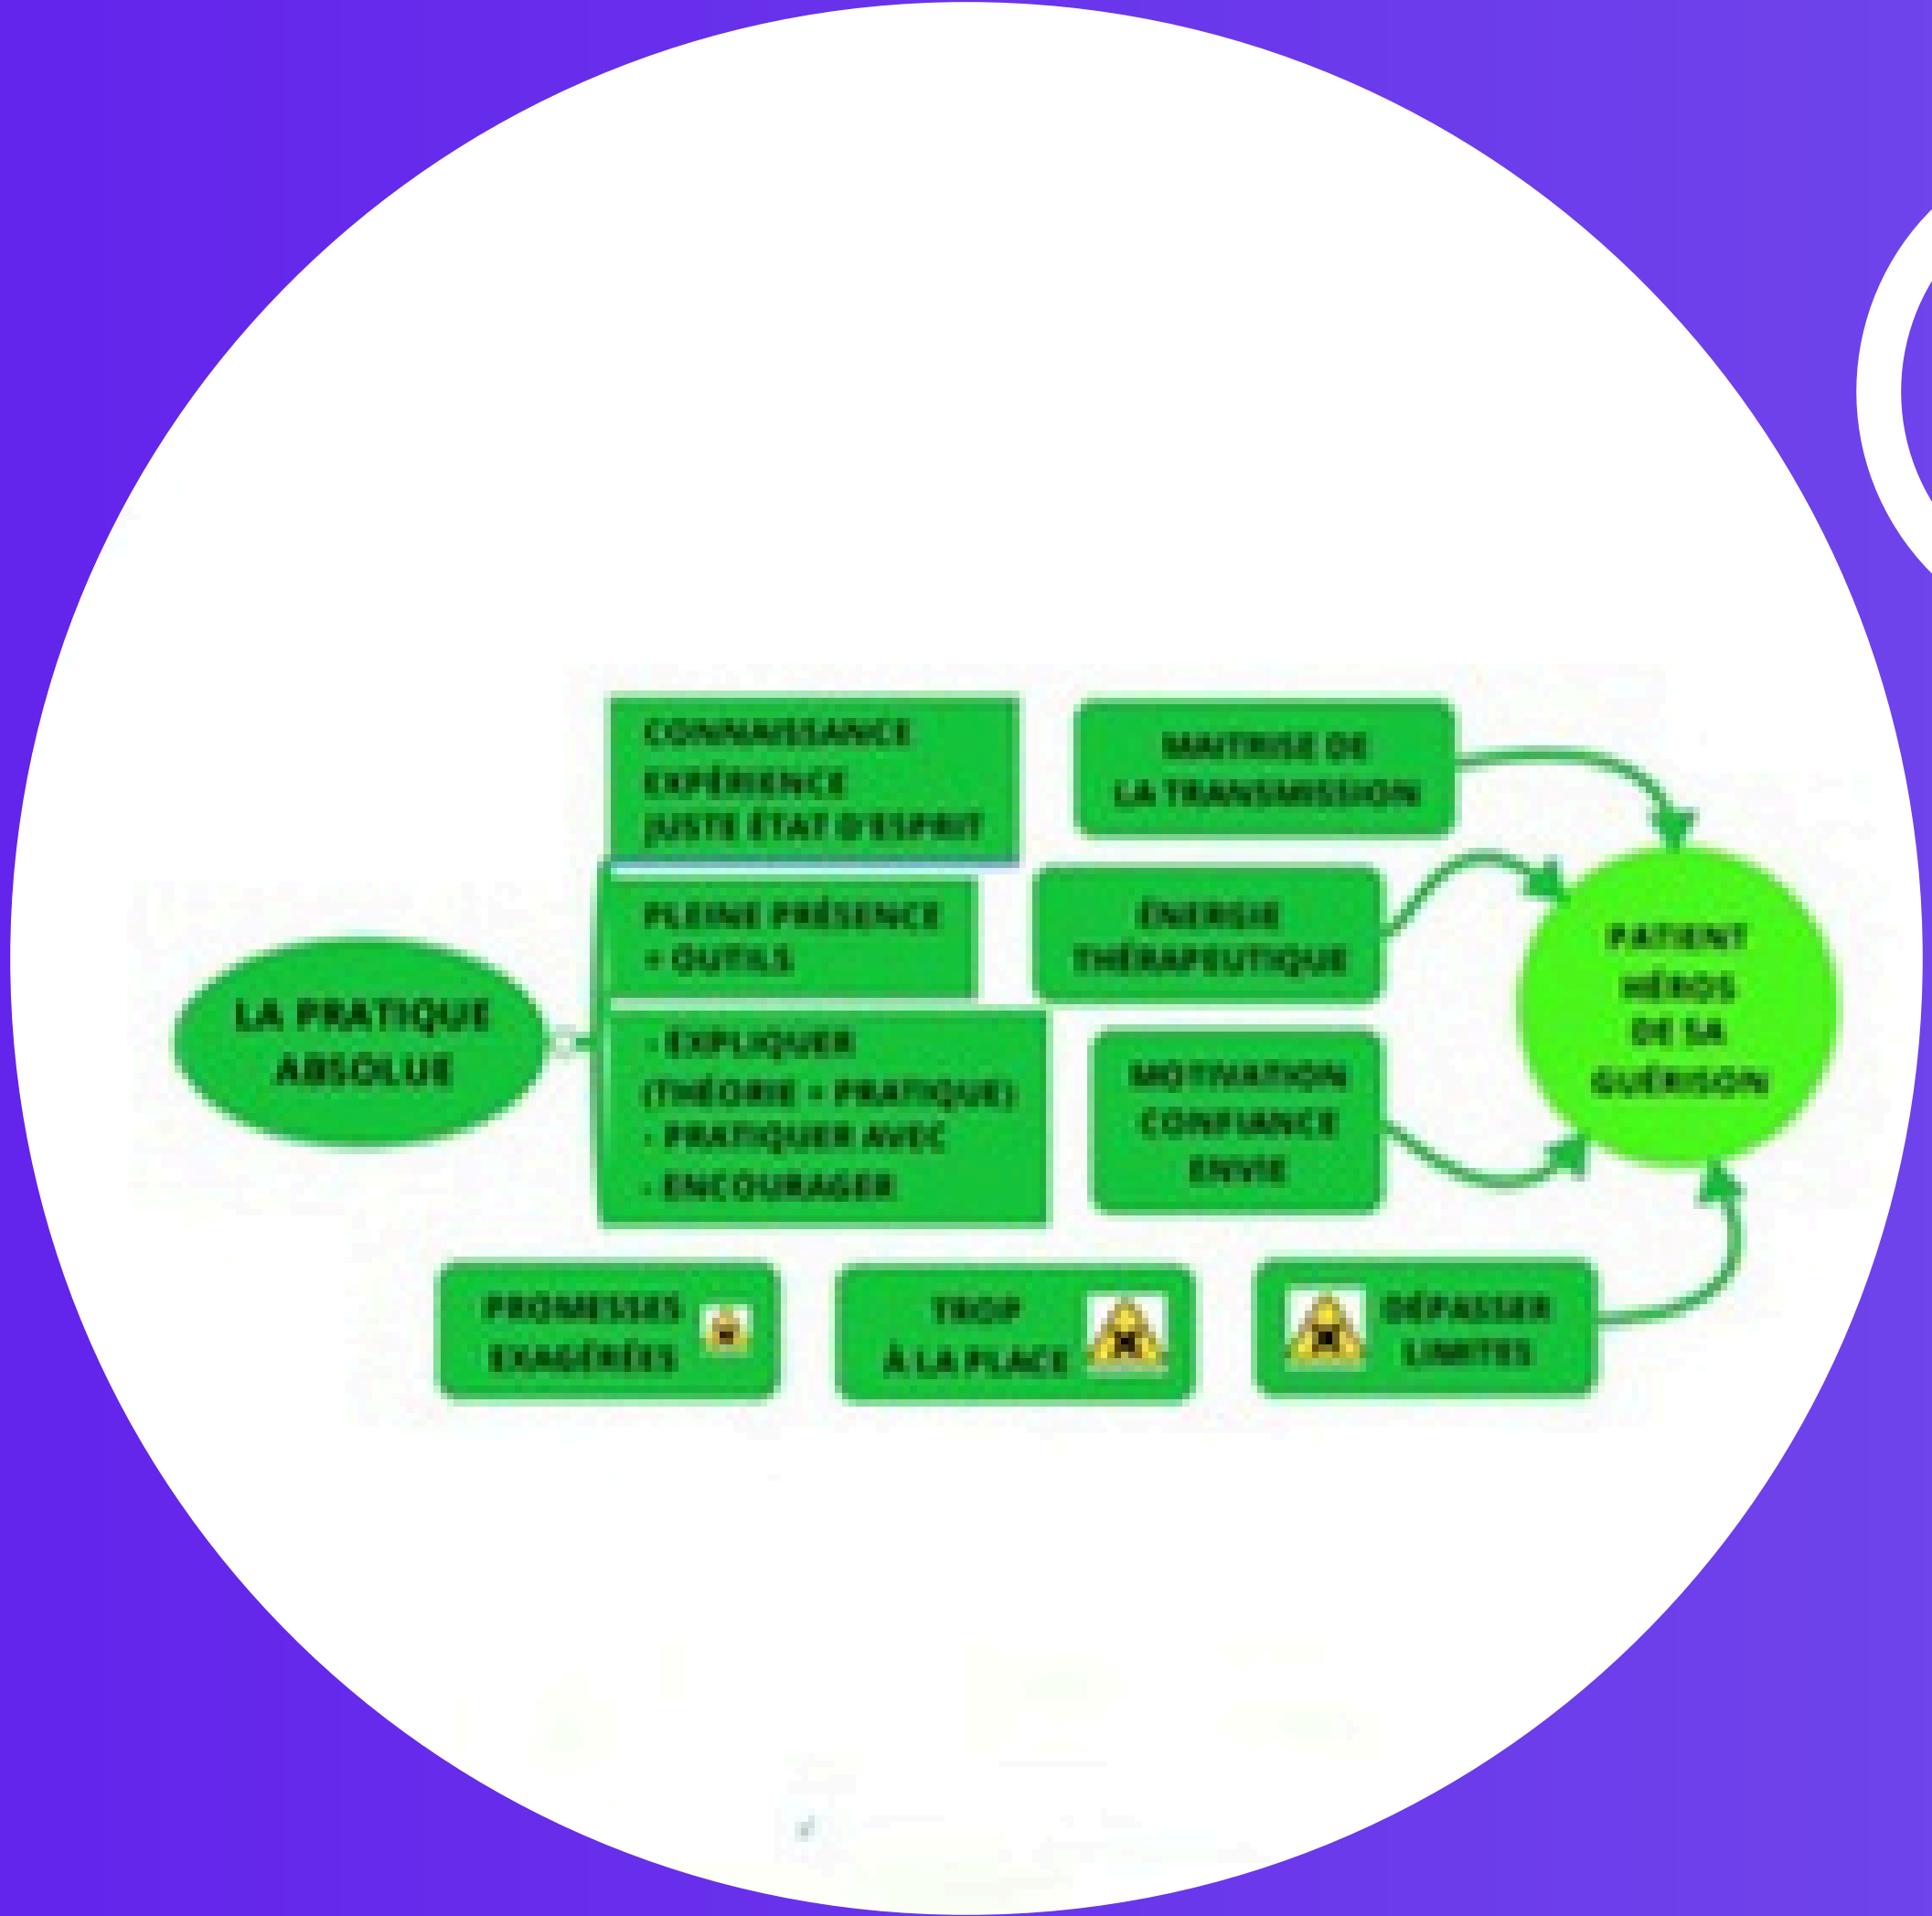 LA PRATIQUE
ABSOLUE
CONNAISSANCE
EXPÉRIENCE
JUSTE ÉTAT D'ESPRIT
MAITRISE DE
LA TRANSMISSION
PLEINE PRÉSENCE
+ OUTILS
ÉNERGIE
THÉRAPEUTIQUE
- EXPLIQUER
(THÉORIE + PRATIQUE)
- PRATIQUER AVEC
- ENCOURAGER
MOTIVATION
CONFIANCE
ENVIE
PATIENT
HÉROS
DE SA
GUÉRISON
PROMESSES
EXAGÉRÉES
TROP
À LA PLACE
DÉPASSER
LIMITES